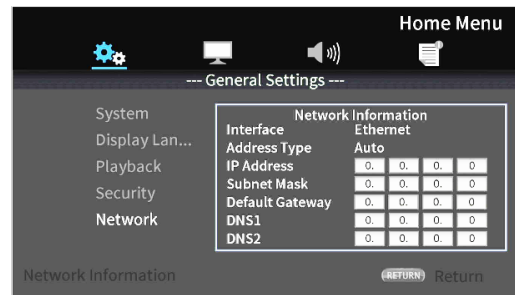 Home Menu
--- General Settings ---
System
Display Lan...
Playback
Security
Network
Network Information
Interface Ethernet
Address Type Auto
IP Address 0. 0. 0. 0
Subnet Mask 0. 0. 0. 0
Default Gateway 0. 0. 0. 0
DNS1 0. 0. 0. 0
DNS2 0. 0. 0. 0
Network Information
RETURN Return